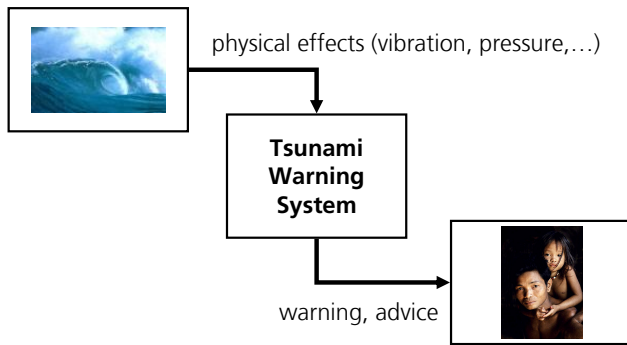 physical effects (vibration, pressure,…)
Tsunami
Warning
System
warning, advice